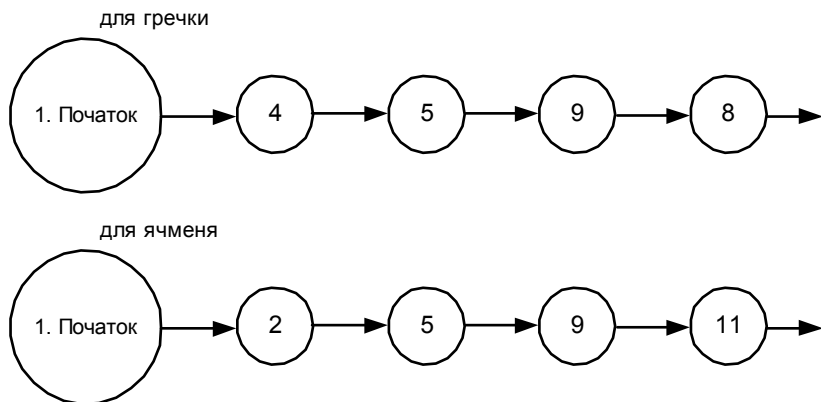 для гречки
1. Початок 4 5 9 8
для ячменя
1. Початок 2 5 9 11